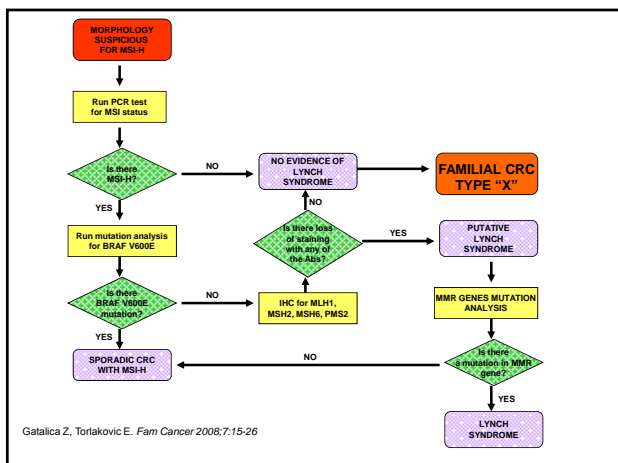 MORPHOLOGY
SUSPICIOUS
FOR MSI-H
Run PCR test
for MSI status
Is there
MSI-H?
NO
NO EVIDENCE OF
LYNCH
SYNDROME
FAMILIAL CRC
TYPE “X”
YES
NO
Run mutation analysis
for BRAF V600E
Is there loss
of staining
with any of
the Abs?
YES
PUTATIVE
LYNCH
SYNDROME
Is there
BRAF V600E
mutation?
NO
IHC for MLH1,
MSH2, MSH6, PMS2
MMR GENES MUTATION
ANALYSIS
YES
SPORADIC CRC
WITH MSI-H
NO
Is there
a mutation in MMR
gene?
YES
LYNCH
SYNDROME
Gatalica Z, Torlakovic E. Fam Cancer 2008;7:15-26